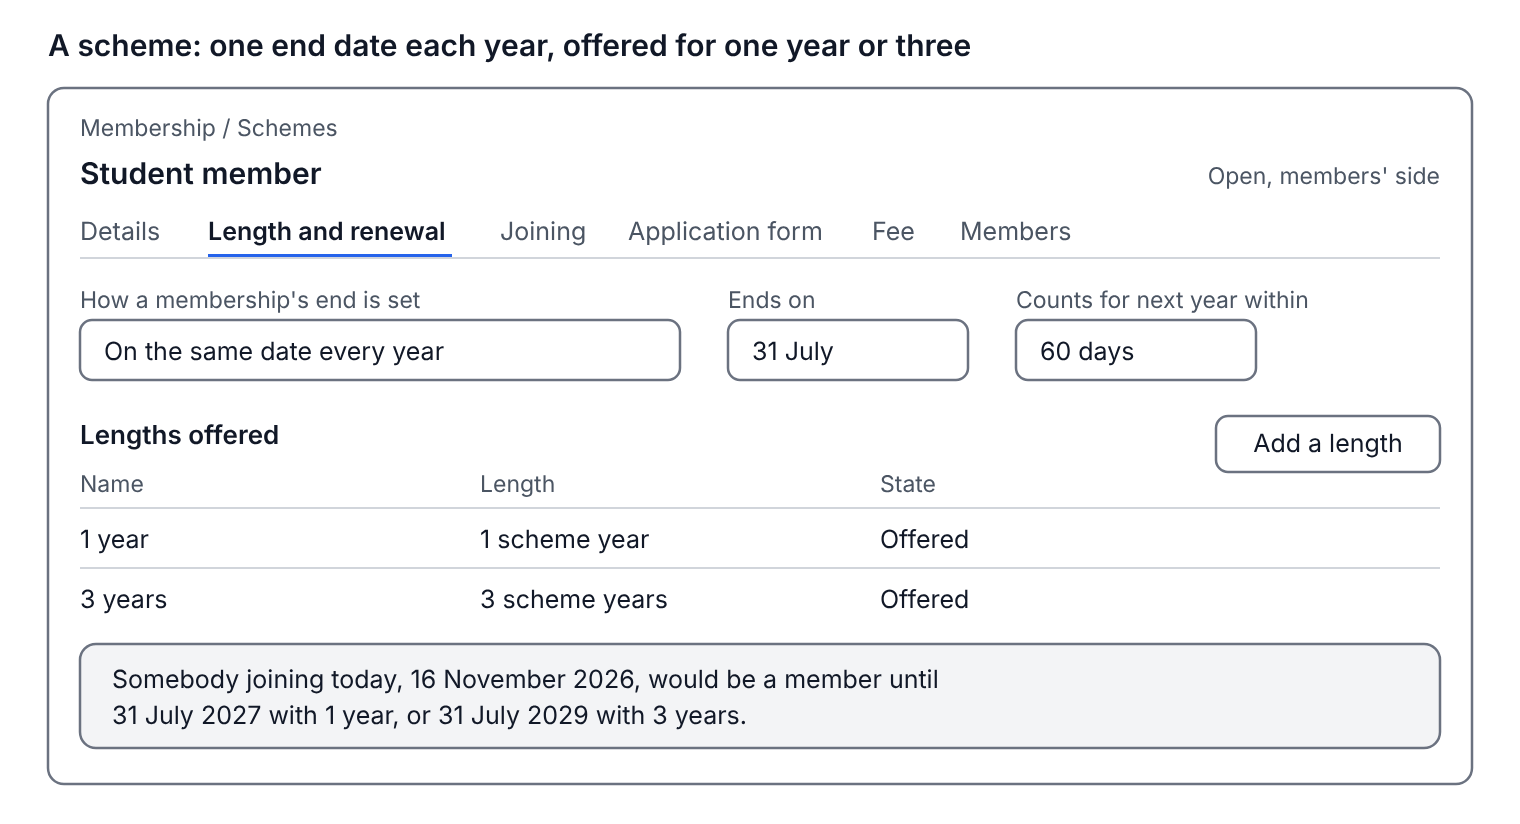 A scheme: one end date each year, offered for one year or three
Membership / Schemes
Student member
Open, members' side
Details Length and renewal Joining Application form Fee Members
How a membership's end is set Ends on Counts for next year within
On the same date every year 31 July 60 days
Lengths offered
Add a length
Name Length State
1 year 1 scheme year Offered
3 years 3 scheme years Offered
Somebody joining today, 16 November 2026, would be a member until
31 July 2027 with 1 year, or 31 July 2029 with 3 years.